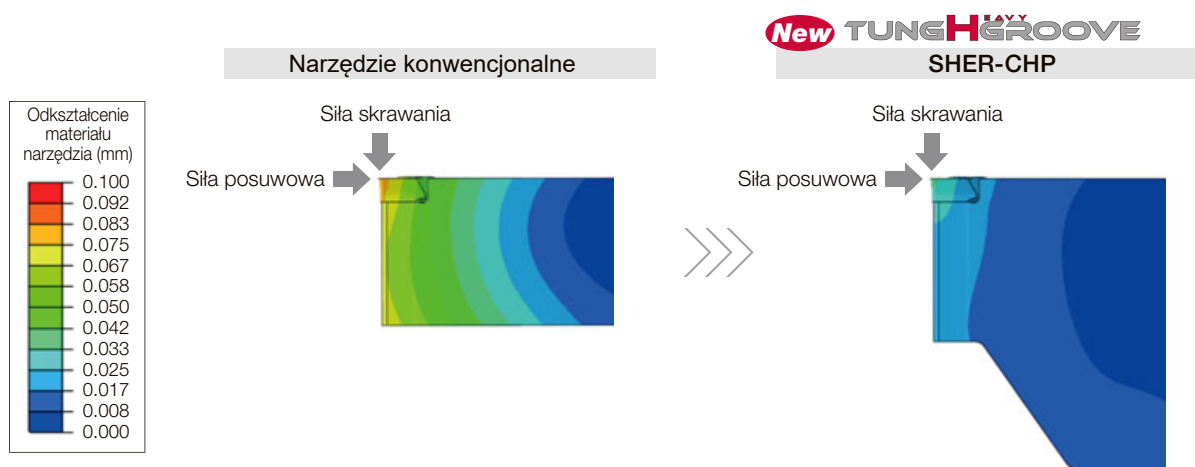 New TUNGHEAVYGROOVE
Narzędzie konwencjonalne
SHER-CHP
Odkształcenie
materiału
narzędzia (mm)
0.100
0.092
0.083
0.075
0.067
0.058
0.050
0.042
0.033
0.025
0.017
0.008
0.000
Siła skrawania
Siła posuwowa
Siła skrawania
Siła posuwowa